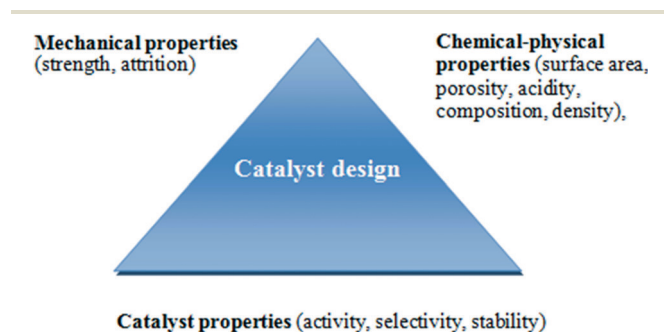 Mechanical properties
(strength, attrition)
Chemical-physical
properties (surface area,
porosity, acidity,
composition, density),
Catalyst design
Catalyst properties (activity, selectivity, stability)